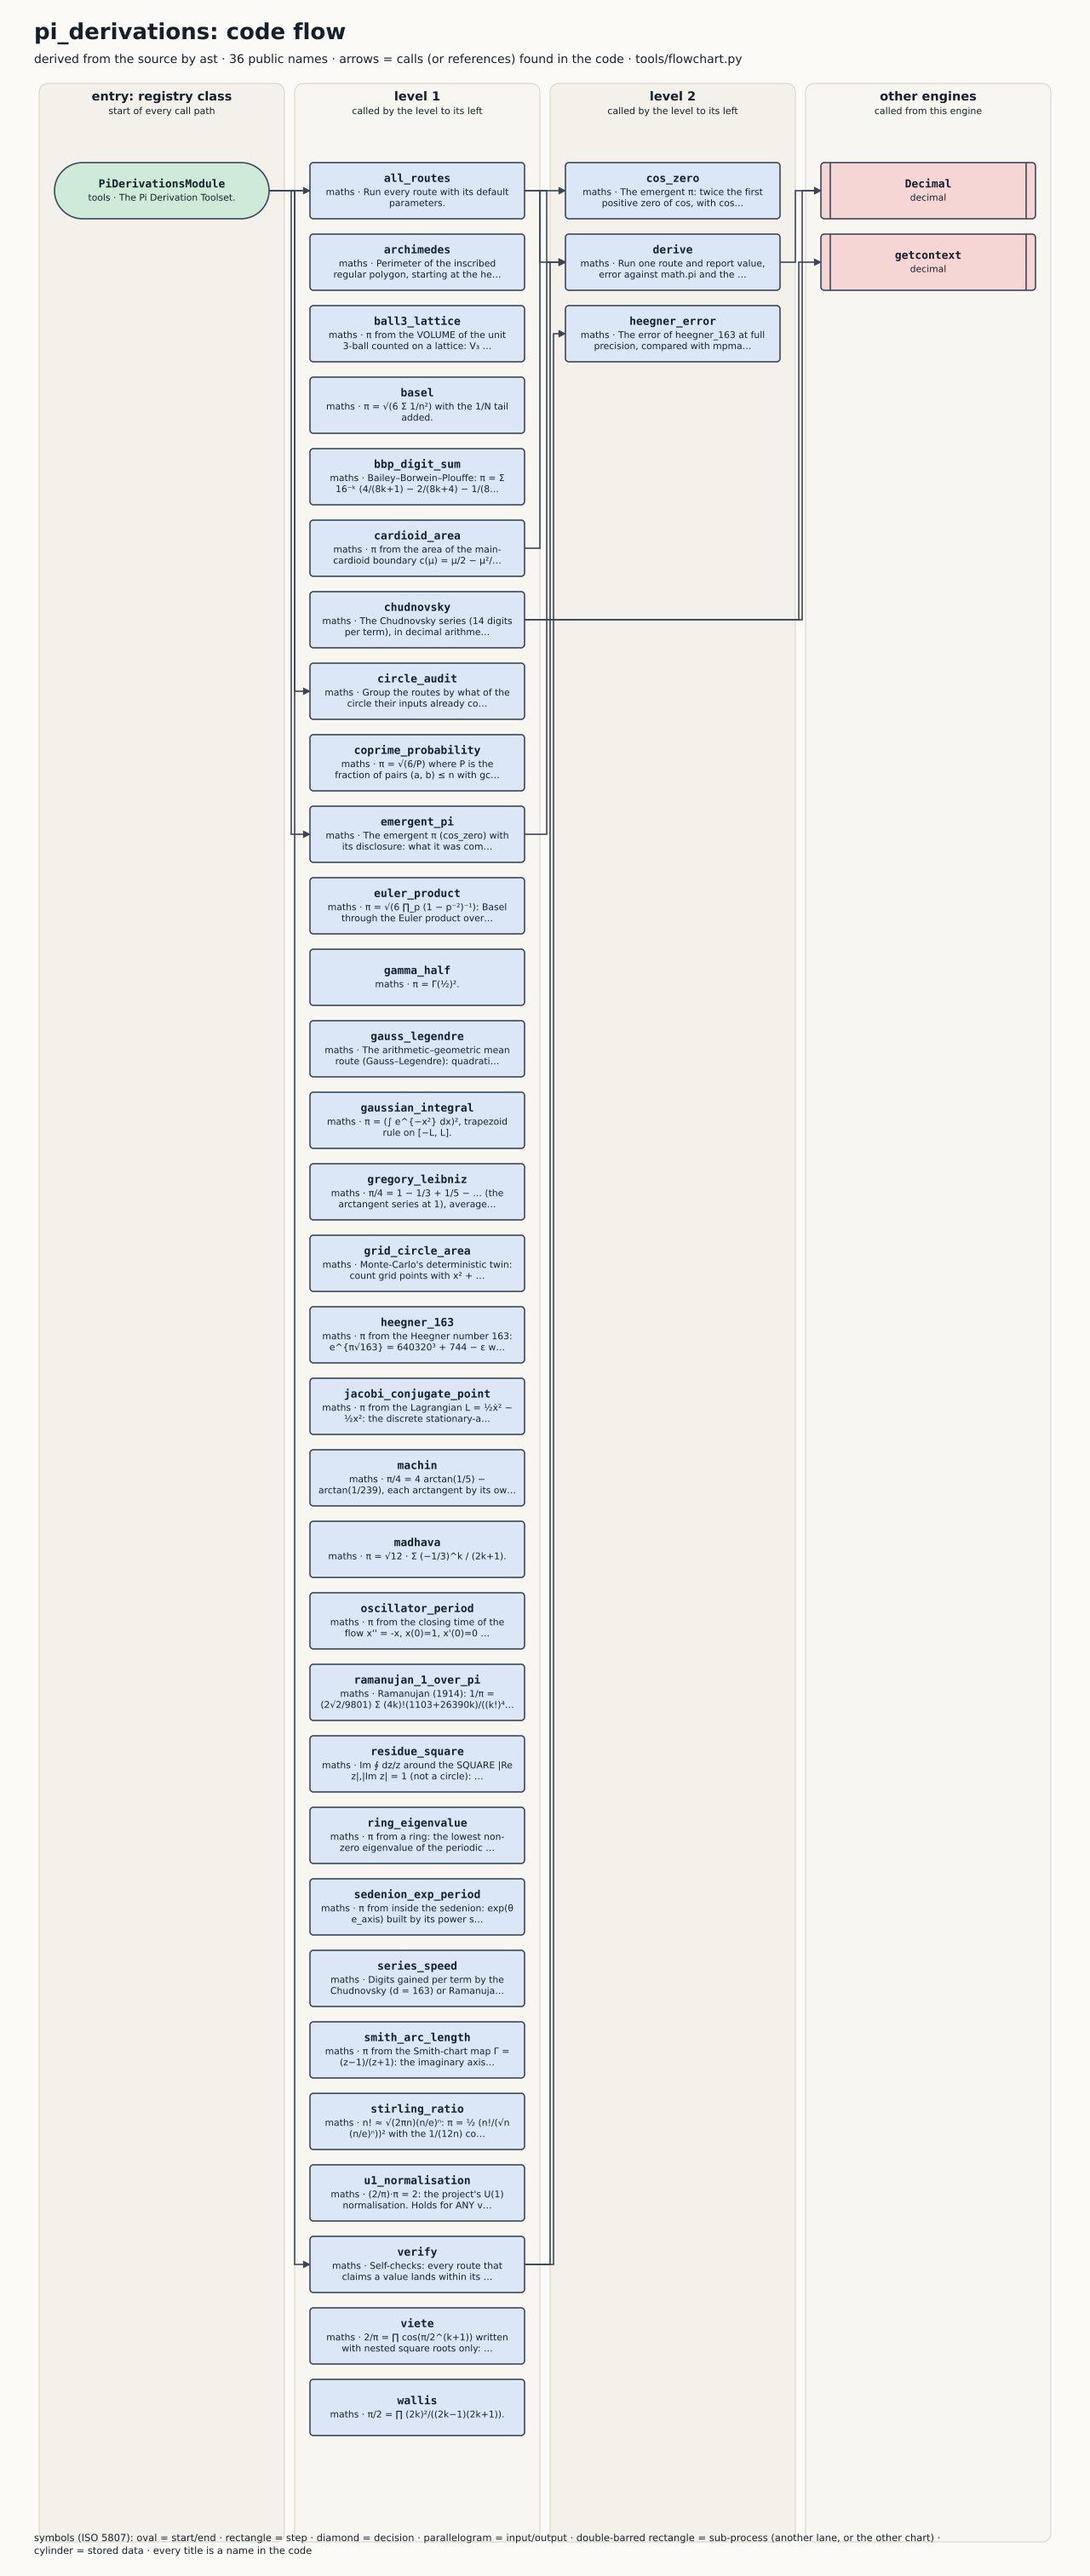 pi_derivations: code flow
derived from the source by ast · 36 public names · arrows = calls (or references) found in the code · tools/flowchart.py
entry: registry class
start of every call path
level 1
called by the level to its left
level 2
called by the level to its left
other engines
called from this engine
PiDerivationsModule
tools · The Pi Derivation Toolset.
all_routes
maths · Run every route with its default
parameters.
cos_zero
maths · The emergent π: twice the first
positive zero of cos, with cos…
Decimal
decimal
archimedes
maths · Perimeter of the inscribed
regular polygon, starting at the he…
derive
maths · Run one route and report value,
error against math.pi and the …
getcontext
decimal
ball3_lattice
maths · π from the VOLUME of the unit
3-ball counted on a lattice: V₃ …
heegner_error
maths · The error of heegner_163 at full
precision, compared with mpma…
basel
maths · π = √(6 Σ 1/n²) with the 1/N tail
added.
bbp_digit_sum
maths · Bailey–Borwein–Plouffe: π = Σ
16⁻ᵏ (4/(8k+1) − 2/(8k+4) − 1/(8…
cardioid_area
maths · π from the area of the main-
cardioid boundary c(μ) = μ/2 − μ²/…
chudnovsky
maths · The Chudnovsky series (14 digits
per term), in decimal arithme…
circle_audit
maths · Group the routes by what of the
circle their inputs already co…
coprime_probability
maths · π = √(6/P) where P is the
fraction of pairs (a, b) ≤ n with gc…
emergent_pi
maths · The emergent π (cos_zero) with
its disclosure: what it was com…
euler_product
maths · π = √(6 ∏_p (1 − p⁻²)⁻¹): Basel
through the Euler product over…
gamma_half
maths · π = Γ(½)².
gauss_legendre
maths · The arithmetic–geometric mean
route (Gauss–Legendre): quadrati…
gaussian_integral
maths · π = (∫ e^{−x²} dx)², trapezoid
rule on [−L, L].
gregory_leibniz
maths · π/4 = 1 − 1/3 + 1/5 − … (the
arctangent series at 1), average…
grid_circle_area
maths · Monte-Carlo's deterministic twin:
count grid points with x² + …
heegner_163
maths · π from the Heegner number 163:
e^{π√163} = 640320³ + 744 − ε w…
jacobi_conjugate_point
maths · π from the Lagrangian L = ½ẋ² −
½x²: the discrete stationary-a…
machin
maths · π/4 = 4 arctan(1/5) −
arctan(1/239), each arctangent by its ow…
madhava
maths · π = √12 · Σ (−1/3)^k / (2k+1).
oscillator_period
maths · π from the closing time of the
flow x'' = -x, x(0)=1, x'(0)=0 …
ramanujan_1_over_pi
maths · Ramanujan (1914): 1/π =
(2√2/9801) Σ (4k)!(1103+26390k)/((k!)⁴…
residue_square
maths · Im ∮ dz/z around the SQUARE |Re
z|,|Im z| = 1 (not a circle): …
ring_eigenvalue
maths · π from a ring: the lowest non-
zero eigenvalue of the periodic …
sedenion_exp_period
maths · π from inside the sedenion: exp(θ
e_axis) built by its power s…
series_speed
maths · Digits gained per term by the
Chudnovsky (d = 163) or Ramanuja…
smith_arc_length
maths · π from the Smith-chart map Γ =
(z−1)/(z+1): the imaginary axis…
stirling_ratio
maths · n! ≈ √(2πn)(n/e)ⁿ: π = ½ (n!/(√n
(n/e)ⁿ))² with the 1/(12n) co…
u1_normalisation
maths · (2/π)·π = 2: the project's U(1)
normalisation. Holds for ANY v…
verify
maths · Self-checks: every route that
claims a value lands within its …
viete
maths · 2/π = ∏ cos(π/2^(k+1)) written
with nested square roots only: …
wallis
maths · π/2 = ∏ (2k)²/((2k−1)(2k+1)).
symbols (ISO 5807): oval = start/end · rectangle = step · diamond = decision · parallelogram = input/output · double-barred rectangle = sub-process (another lane, or the other chart) ·
cylinder = stored data · every title is a name in the code